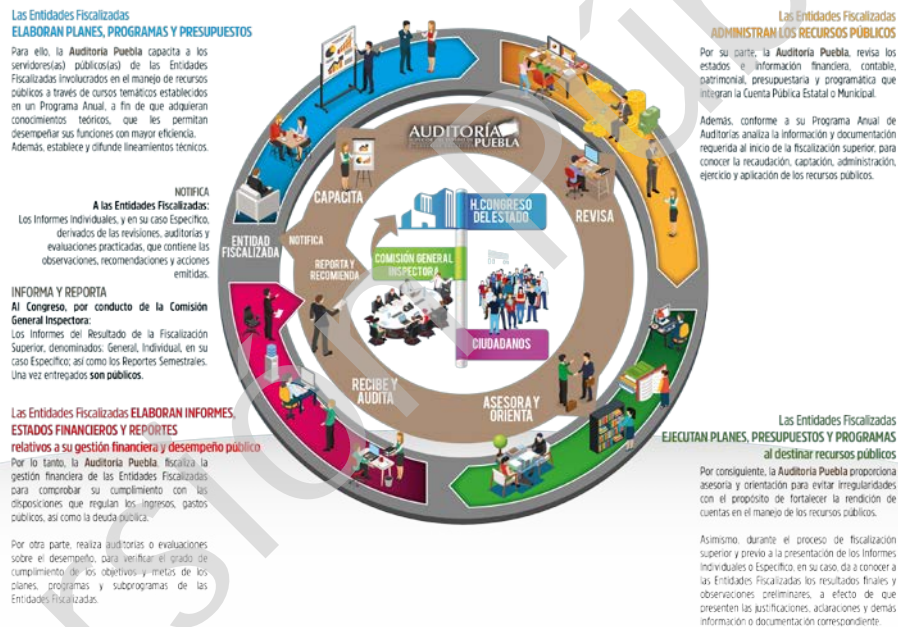 Las Entidades Fiscalizadas
ELABORAN PLANES, PROGRAMAS Y PRESUPUESTOS
Para ello, la Auditoría Puebla capacita a los
servidores(as) públicos(as) de las Entidades
Fiscalizadas involucrados en el manejo de recursos
públicos a través de cursos temáticos establecidos
en un Programa Anual, a fin de que adquieran
conocimientos teóricos, que les permitan
desempeñar sus funciones con mayor eficiencia.
Además, establece y difunde lineamientos técnicos.
NOTIFICA
A las Entidades Fiscalizadas:
Los Informes Individuales, y en su caso Específico,
derivados de las revisiones, auditorías y
evaluaciones practicadas, que contiene las
observaciones, recomendaciones y acciones
emitidas.
INFORMA Y REPORTA
Al Congreso, por conducto de la Comisión
General Inspectora:
Los Informes del Resultado de la Fiscalización
Superior, denominados: General, Individual, en su
caso Específico; así como los Reportes Semestrales.
Una vez entregados son públicos.
Las Entidades Fiscalizadas ELABORAN INFORMES,
ESTADOS FINANCIEROS Y REPORTES
relativos a su gestión financiera y desempeño público
Por lo tanto, la Auditoría Puebla, fiscaliza la
gestión financiera de las Entidades Fiscalizadas
para comprobar su cumplimiento con las
disposiciones que regulan los ingresos, gastos
públicos, así como la deuda pública.
Por otra parte, realiza auditorías o evaluaciones
sobre el desempeño, para verificar el grado de
cumplimiento de los objetivos y metas de los
planes, programas y subprogramas de las
Entidades Fiscalizadas.
AUDITORÍA
PUEBLA
CAPACITA
REVISA
H. CONGRESO
DEL ESTADO
ENTIDAD
FISCALIZADA
NOTIFICA
REPORTA Y
RECOMIENDA
COMISIÓN GENERAL
INSPECTORA
CIUDADANOS
RECIBE Y
AUDITA
ASESORA Y
ORIENTA
Las Entidades Fiscalizadas
ADMINISTRAN LOS RECURSOS PÚBLICOS
Por su parte, la Auditoría Puebla, revisa los
estados e información financiera, contable,
patrimonial, presupuestaria y programática que
integran la Cuenta Pública Estatal o Municipal.
Además, conforme a su Programa Anual de
Auditorías analiza la información y documentación
requerida al inicio de la fiscalización superior, para
conocer la recaudación, captación, administración,
ejercicio y aplicación de los recursos públicos.
Las Entidades Fiscalizadas
EJECUTAN PLANES, PRESUPUESTOS Y PROGRAMAS
al destinar recursos públicos
Por consiguiente, la Auditoría Puebla proporciona
asesoría y orientación para evitar irregularidades
con el propósito de fortalecer la rendición de
cuentas en el manejo de los recursos públicos.
Asimismo, durante el proceso de fiscalización
superior y previo a la presentación de los Informes
Individuales o Específico, en su caso, da a conocer a
las Entidades Fiscalizadas los resultados finales y
observaciones preliminares, a efecto de que
presenten las justificaciones, aclaraciones y demás
información o documentación correspondiente.